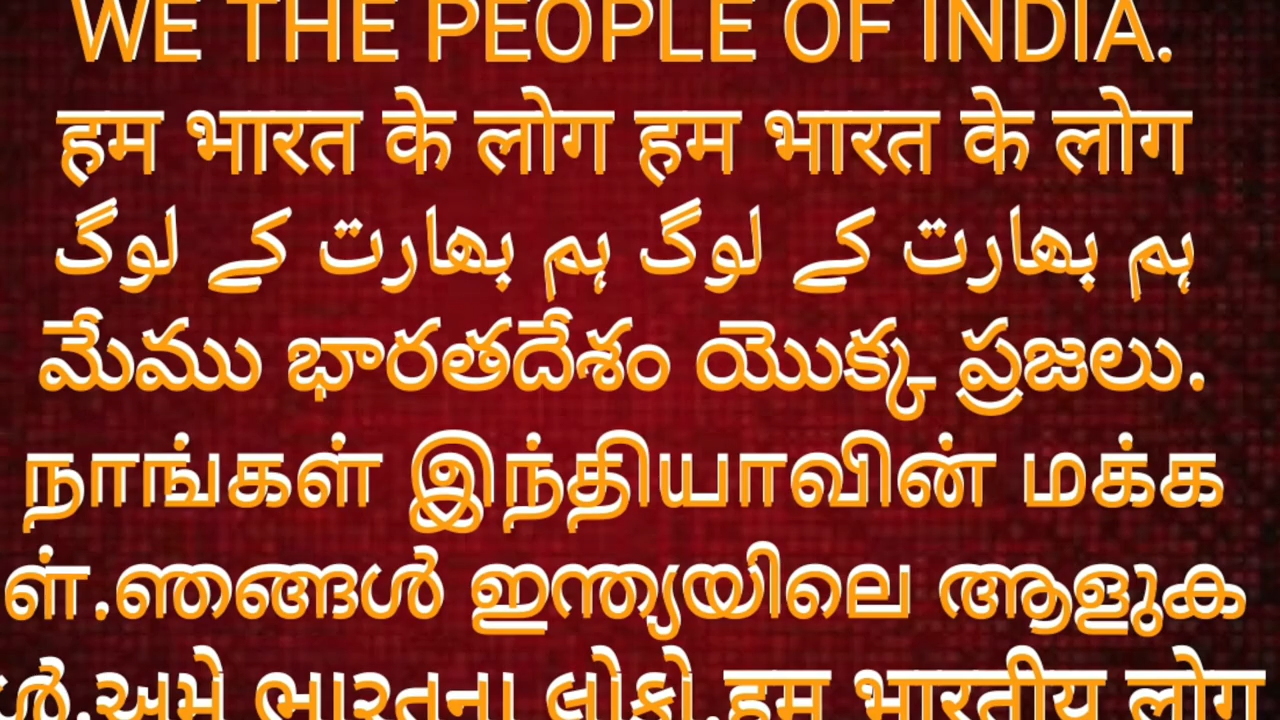 WE THE PEOPLE OF INDIA.
हम भारत के लोग हम भारत के लोग
ہم بھارت کے لوگ ہم بھارت کے لوگ
మేము భారతదేశం యొక్క ప్రజలు.
நாங்கள் இந்தியாவின் மக்க
ள்.ഞങ്ങൾ ഇന്ത്യയിലെ ആളുക
ൾ.અમે ભારતના લોકો.हम भारतीय लोग